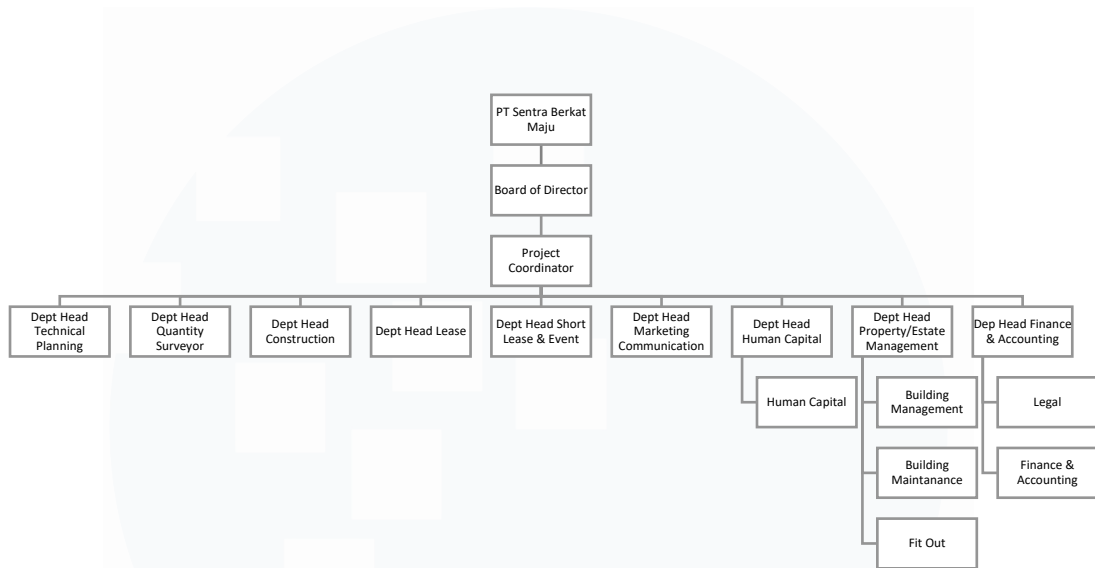 PT Sentra Berkat
Maju
Board of Director
Project
Coordinator
Dept Head
Technical
Planning
Dept Head
Quantity
Surveyor
Dept Head
Construction
Dept Head Lease
Dept Head Short
Lease & Event
Dept Head
Marketing
Communication
Dept Head
Human Capital
Dept Head
Property/Estate
Management
Dep Head Finance
& Accounting
Human Capital
Building
Management
Legal
Building
Maintanance
Finance &
Accounting
Fit Out